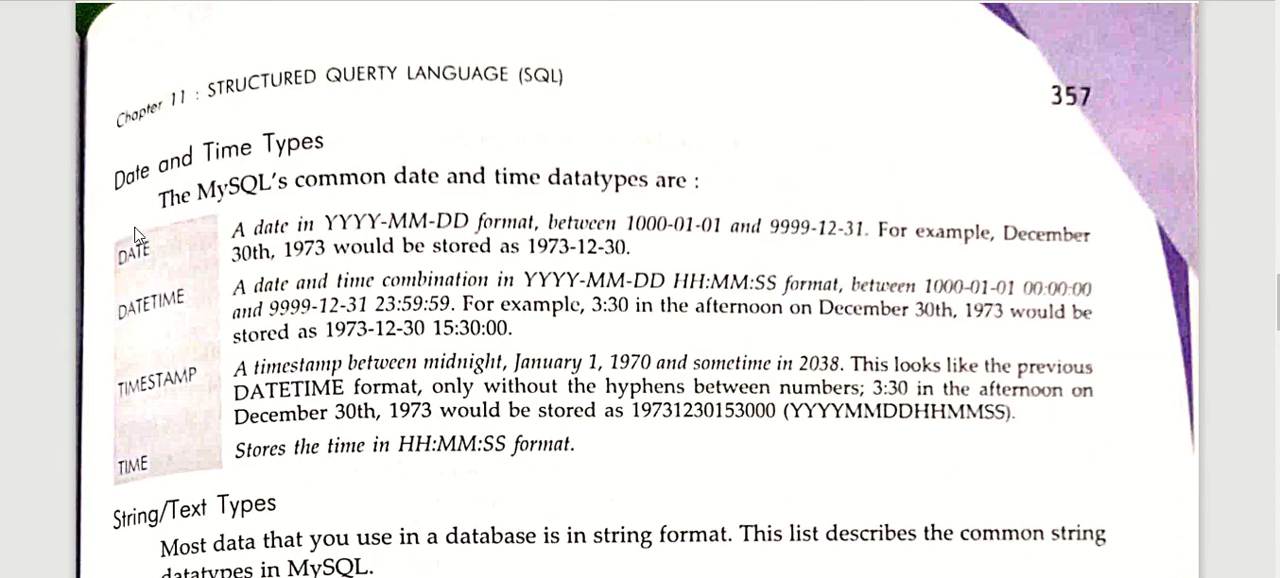 Chapter 11 : STRUCTURED QUERTY LANGUAGE (SQL)
357
Date and Time Types
The MySQL's common date and time datatypes are :
DATE
A date in YYYY-MM-DD format, between 1000-01-01 and 9999-12-31. For example, December
30th, 1973 would be stored as 1973-12-30.
DATETIME
A date and time combination in YYYY-MM-DD HH:MM:SS format, between 1000-01-01 00:00:00
and 9999-12-31 23:59:59. For example, 3:30 in the afternoon on December 30th, 1973 would be
stored as 1973-12-30 15:30:00.
TIMESTAMP
A timestamp between midnight, January 1, 1970 and sometime in 2038. This looks like the previous
DATETIME format, only without the hyphens between numbers; 3:30 in the afternoon on
December 30th, 1973 would be stored as 19731230153000 (YYYYMMDDHHMMSS).
TIME
Stores the time in HH:MM:SS format.
String/Text Types
Most data that you use in a database is in string format. This list describes the common string
datatypes in MySQL.